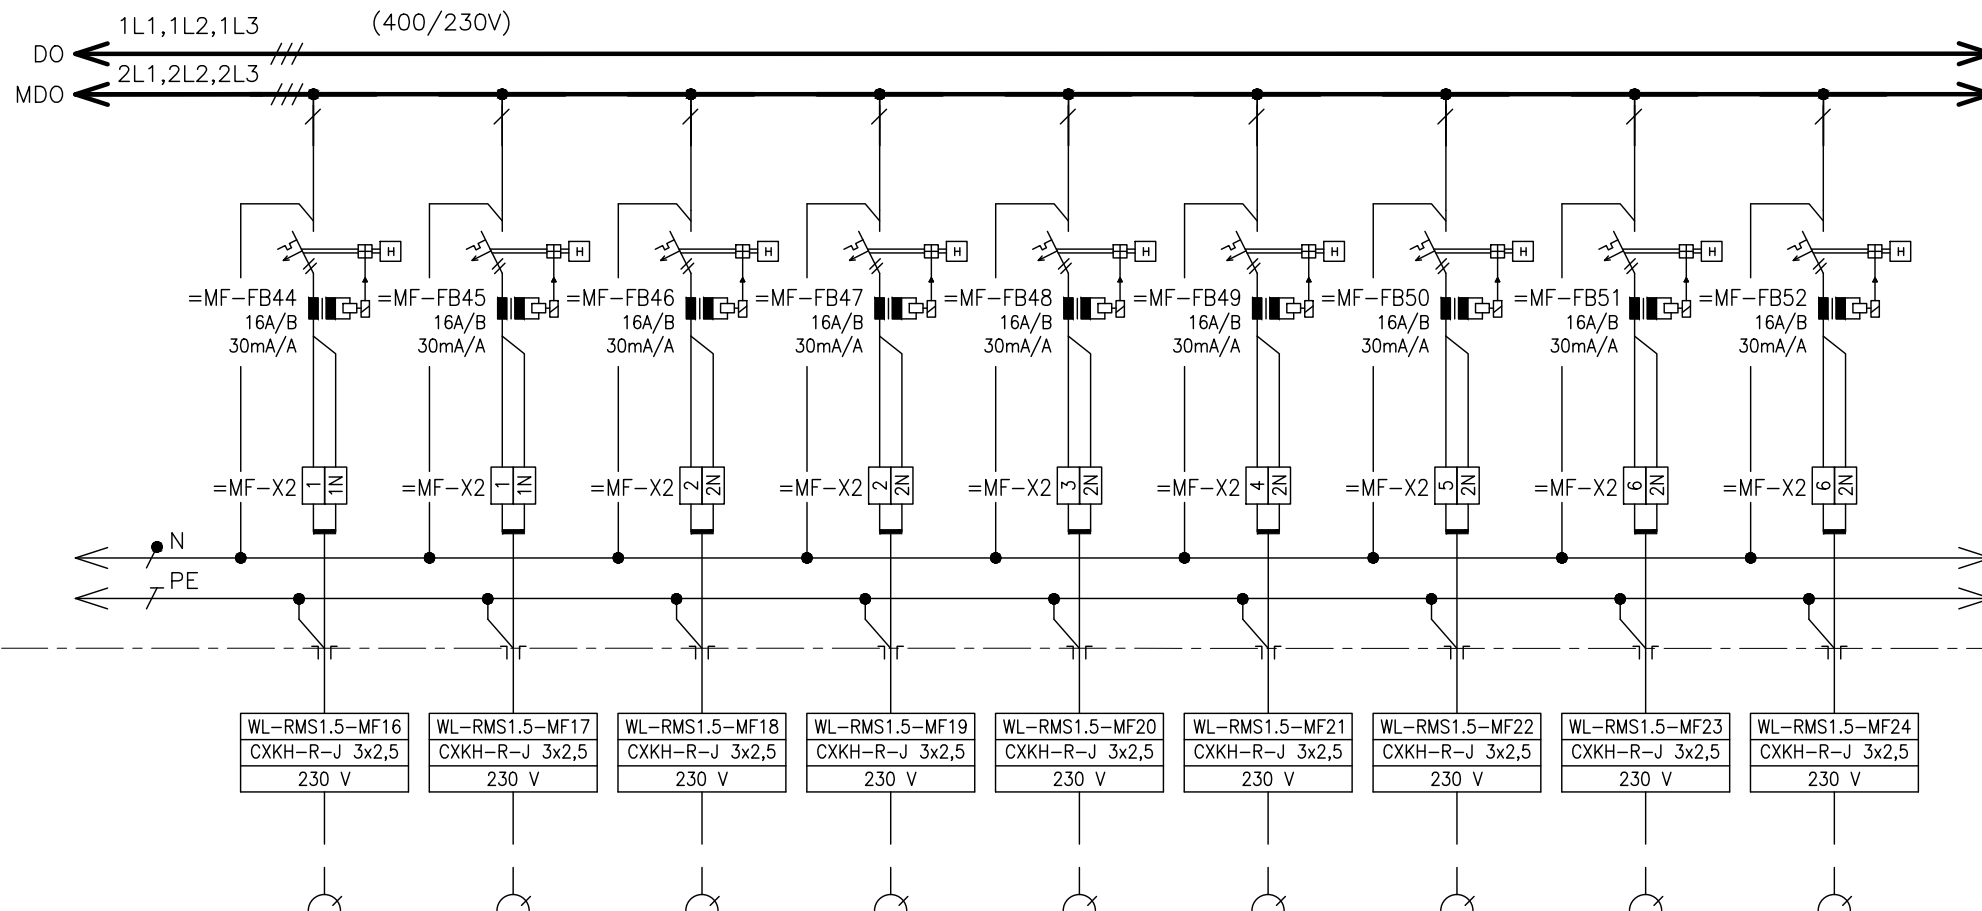 1L1,1L2,1L3 (400/230V)
DO
2L1,2L2,2L3
MDO
H H H H H H H H H
=MF-FB44 =MF-FB45 =MF-FB46 =MF-FB47 =MF-FB48 =MF-FB49 =MF-FB50 =MF-FB51 =MF-FB52
16A/B 16A/B 16A/B 16A/B 16A/B 16A/B 16A/B 16A/B 16A/B
30mA/A 30mA/A 30mA/A 30mA/A 30mA/A 30mA/A 30mA/A 30mA/A 30mA/A
=MF-X2 1 1N =MF-X2 1 1N =MF-X2 2 2N =MF-X2 2 2N =MF-X2 3 2N =MF-X2 4 2N =MF-X2 5 2N =MF-X2 6 2N =MF-X2 6 2N
N
PE
WL-RMS1.5-MF16 WL-RMS1.5-MF17 WL-RMS1.5-MF18 WL-RMS1.5-MF19 WL-RMS1.5-MF20 WL-RMS1.5-MF21 WL-RMS1.5-MF22 WL-RMS1.5-MF23 WL-RMS1.5-MF24
CXKH-R-J 3x2,5 CXKH-R-J 3x2,5 CXKH-R-J 3x2,5 CXKH-R-J 3x2,5 CXKH-R-J 3x2,5 CXKH-R-J 3x2,5 CXKH-R-J 3x2,5 CXKH-R-J 3x2,5 CXKH-R-J 3x2,5
230 V 230 V 230 V 230 V 230 V 230 V 230 V 230 V 230 V